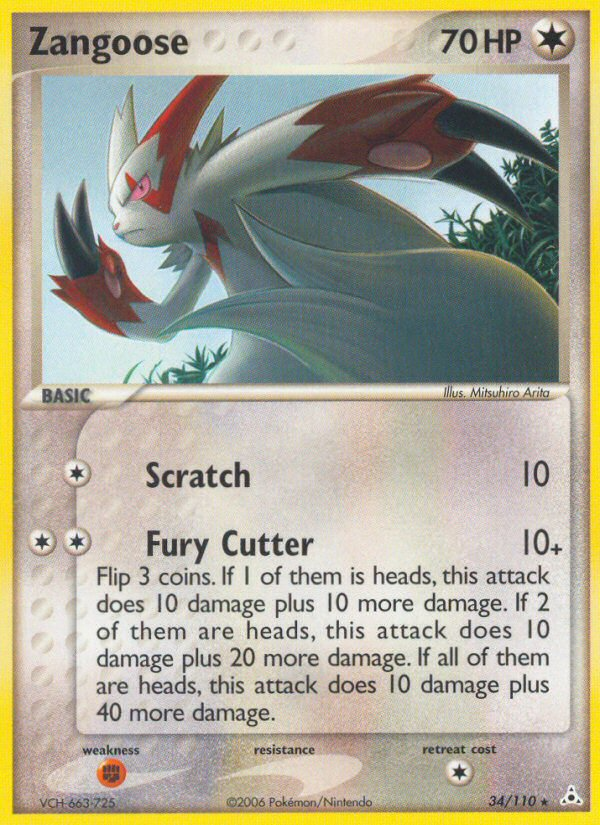 Zangoose 70 HP
BASIC
Illus. Mitsuhiro Arita
Scratch 10
Fury Cutter 10+
Flip 3 coins. If 1 of them is heads, this attack
does 10 damage plus 10 more damage. If 2
of them are heads, this attack does 10
damage plus 20 more damage. If all of them
are heads, this attack does 10 damage plus
40 more damage.
weakness resistance retreat cost
VCH-663-725 ©2006 Pokémon/Nintendo 34/110 ★